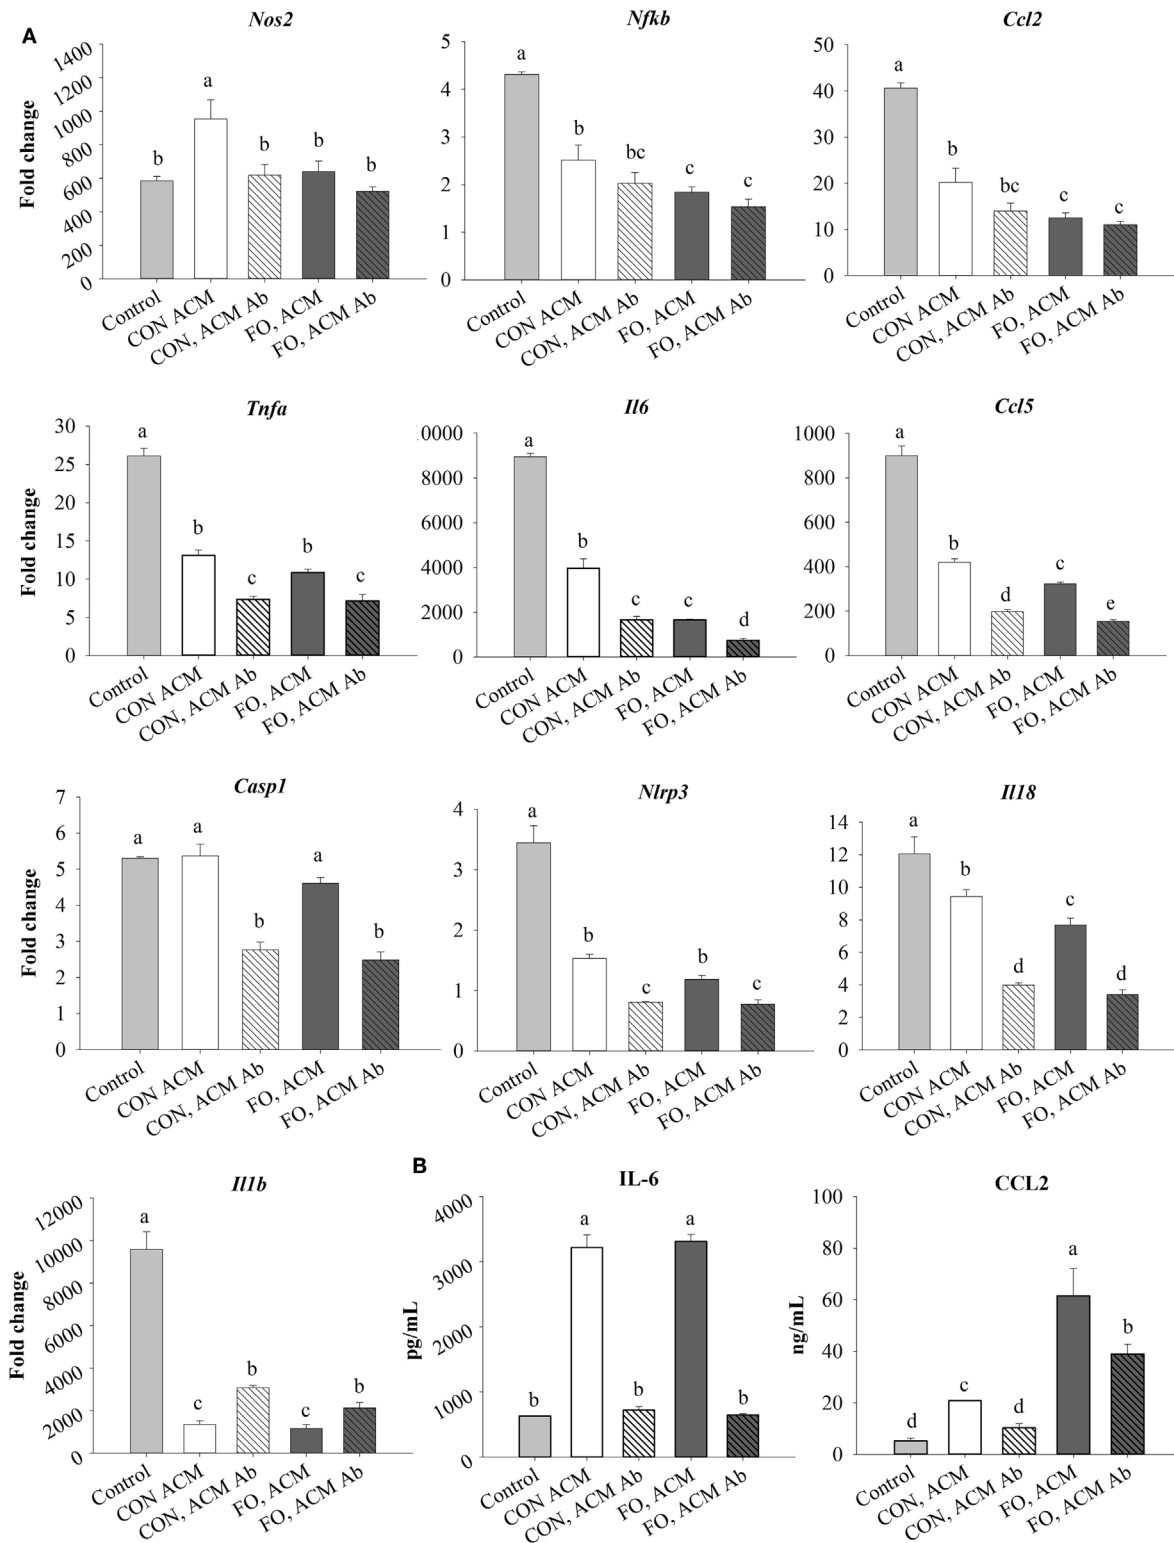 A
Nos2
Nfkb
Ccl2
Fold change
1400
1200
1000
800
600
400
200
0
b
a
b
b
b
Control
CON ACM
CON, ACM Ab
FO, ACM
FO, ACM Ab
5
4
3
2
1
0
a
b
bc
c
c
Control
CON ACM
CON, ACM Ab
FO, ACM
FO, ACM Ab
50
40
30
20
10
0
a
b
bc
c
c
Control
CON ACM
CON, ACM Ab
FO, ACM
FO, ACM Ab
Tnfa
Il6
Ccl5
Fold change
30
25
20
15
10
5
0
a
b
c
b
c
Control
CON ACM
CON, ACM Ab
FO, ACM
FO, ACM Ab
0000
8000
6000
4000
2000
0
a
b
c
c
d
Control
CON ACM
CON, ACM Ab
FO, ACM
FO, ACM Ab
1000
800
600
400
200
0
a
b
d
c
e
Control
CON ACM
CON, ACM Ab
FO, ACM
FO, ACM Ab
Casp1
Nlrp3
Il18
Fold change
7
6
5
4
3
2
1
0
a
a
b
a
b
Control
CON ACM
CON, ACM Ab
FO, ACM
FO, ACM Ab
4
3
2
1
0
a
b
c
b
c
Control
CON ACM
CON, ACM Ab
FO, ACM
FO, ACM Ab
14
12
10
8
6
4
2
0
a
b
d
c
d
Control
CON ACM
CON, ACM Ab
FO, ACM
FO, ACM Ab
Il1b
Fold change
12000
10000
8000
6000
4000
2000
0
a
c
b
c
b
Control
CON ACM
CON, ACM Ab
FO, ACM
FO, ACM Ab
B
IL-6
CCL2
pg/mL
4000
3000
2000
1000
0
b
a
b
a
b
Control
CON ACM
CON, ACM Ab
FO, ACM
FO, ACM Ab
ng/mL
100
80
60
40
20
0
d
c
d
a
b
Control
CON, ACM
CON, ACM Ab
FO, ACM
FO, ACM Ab